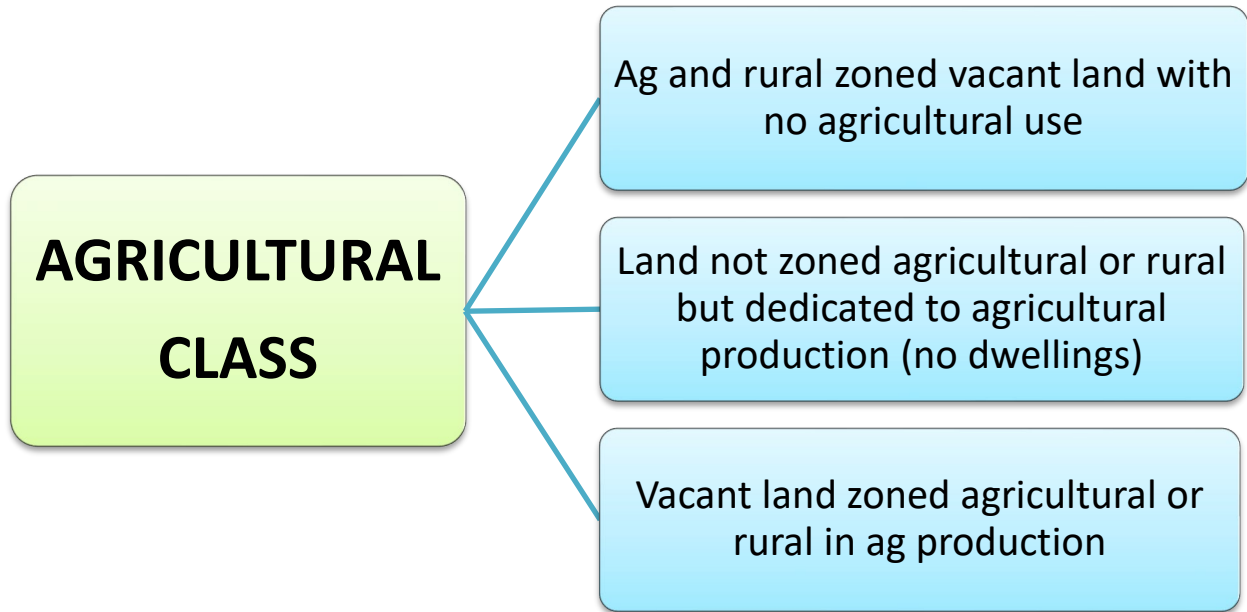 AGRICULTURAL
CLASS
Ag and rural zoned vacant land with
no agricultural use
Land not zoned agricultural or rural
but dedicated to agricultural
production (no dwellings)
Vacant land zoned agricultural or
rural in ag production